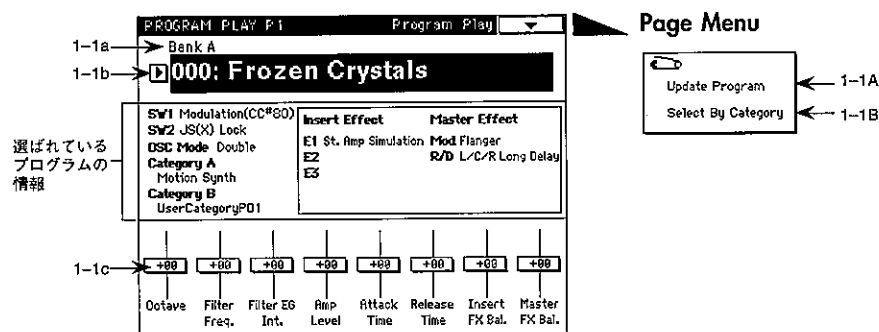 PROGRAM PLAY P1 Program Play
Page Menu
1-1a
Bank A
1-1b
000: Frozen Crystals
Update Program
1-1A
Select By Category
1-1B
選ばれている
プログラムの
情報
SW1 Modulation(CC#80)
SW2 JS(X) Lock
OSC Mode Double
Category A
Motion Synth
Category B
UserCategoryP01
Insert Effect
Master Effect
E1 St. Amp Simulation
Mod Flanger
E2
R/D L/C/R Long Delay
E3
1-1c
+00 +00 +00 +00 +00 +00 +00 +00
Octave
Filter
Freq.
Filter EG
Int.
Amp
Level
Attack
Time
Release
Time
Insert
FX Bal.
Master
FX Bal.